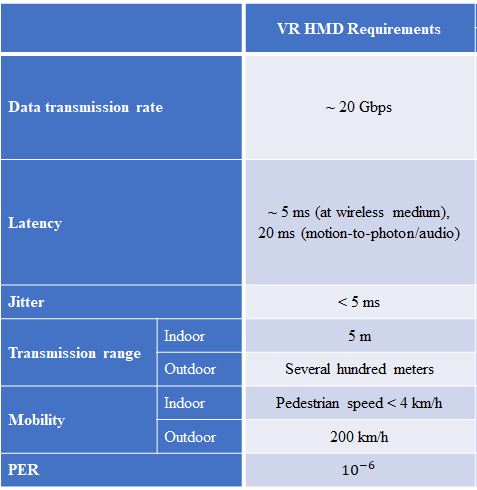 VR HMD Requirements
Data transmission rate
~ 20 Gbps
Latency
~ 5 ms (at wireless medium),
20 ms (motion-to-photon/audio)
Jitter
< 5 ms
Transmission range
Indoor
5 m
Outdoor
Several hundred meters
Mobility
Indoor
Pedestrian speed < 4 km/h
Outdoor
200 km/h
PER
10⁻⁶